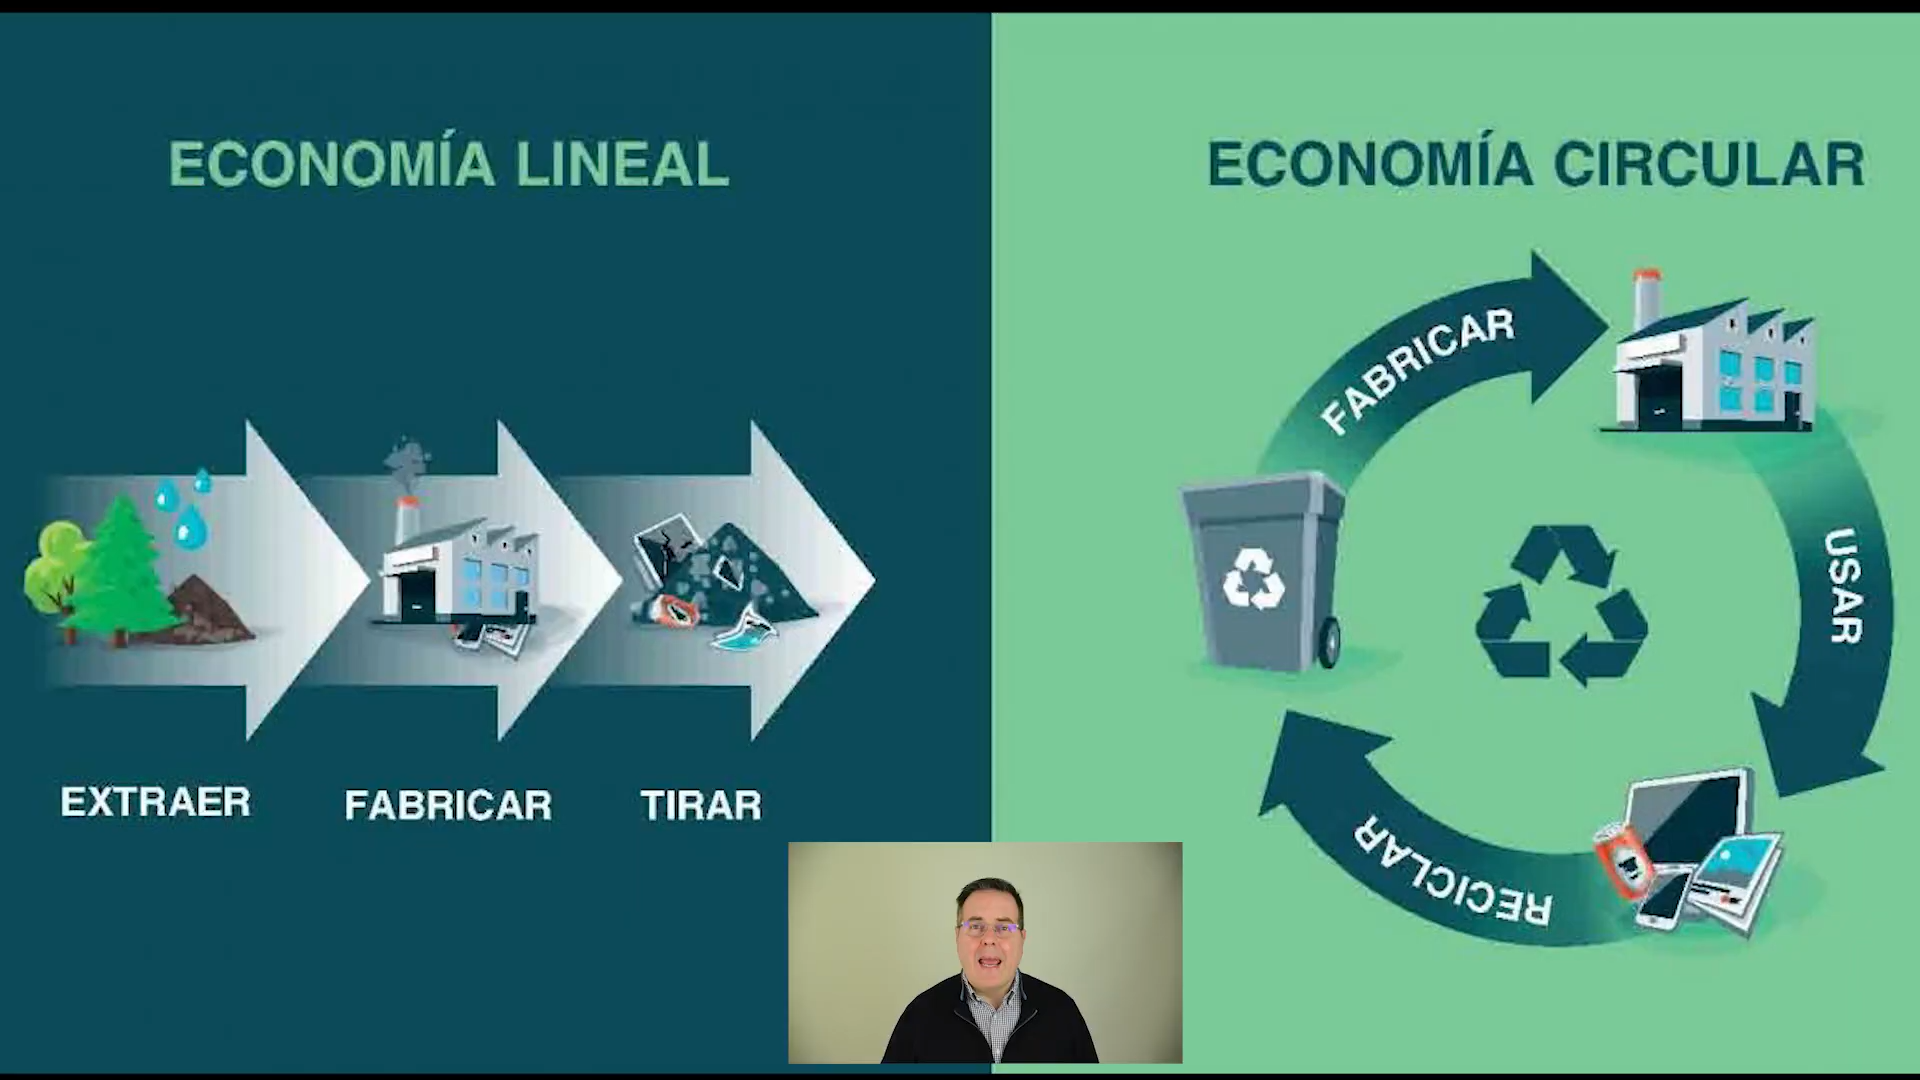 ECONOMÍA LINEAL
EXTRAER
FABRICAR
TIRAR
ECONOMÍA CIRCULAR
FABRICAR
USAR
RECICLAR